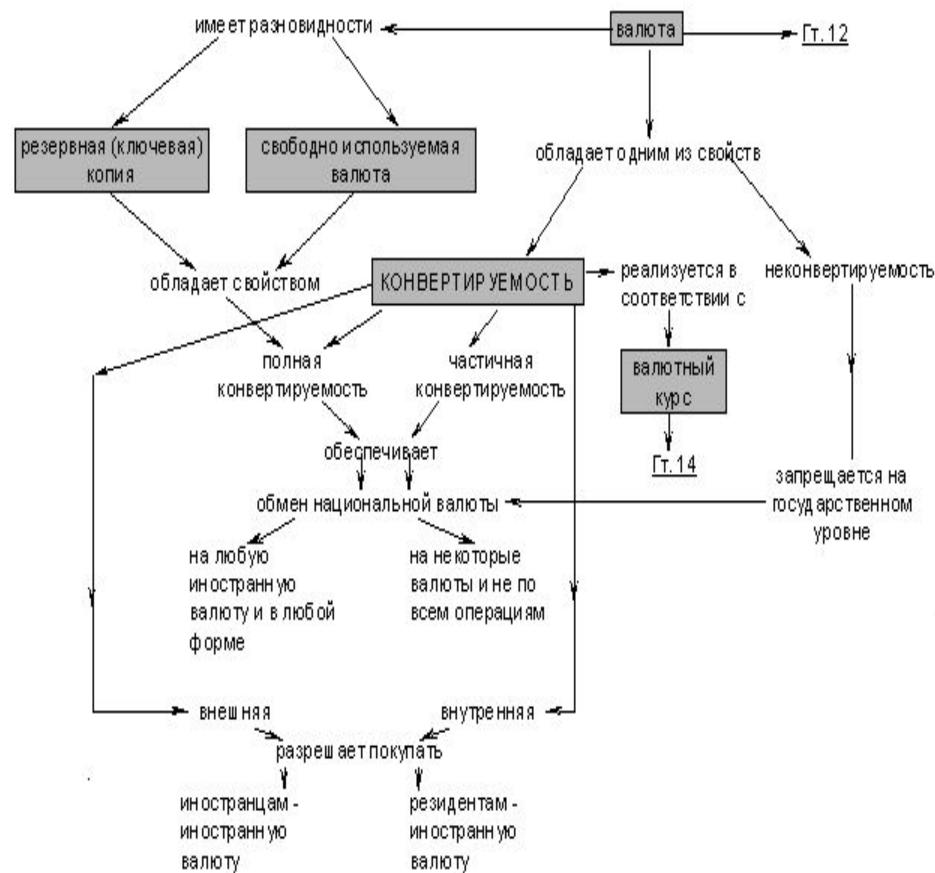 имеет разновидности
валюта
Гт. 12
резервная (ключевая)
копия
свободно используемая
валюта
обладает одним из свойств
обладает свойством
КОНВЕРТИРУЕМОСТЬ
реализуется в
соответствии с
неконвертируемость
полная
конвертируемость
частичная
конвертируемость
валютный
курс
обеспечивает
Гт. 14
запрещается на
государственном
уровне
обмен национальной валюты
на любую
иностранную
валюту и в любой
форме
на некоторые
валюты и не по
всем операциям
внешняя
внутренняя
разрешает покупать
иностранцам -
иностранную
валюту
резидентам -
иностранную
валюту